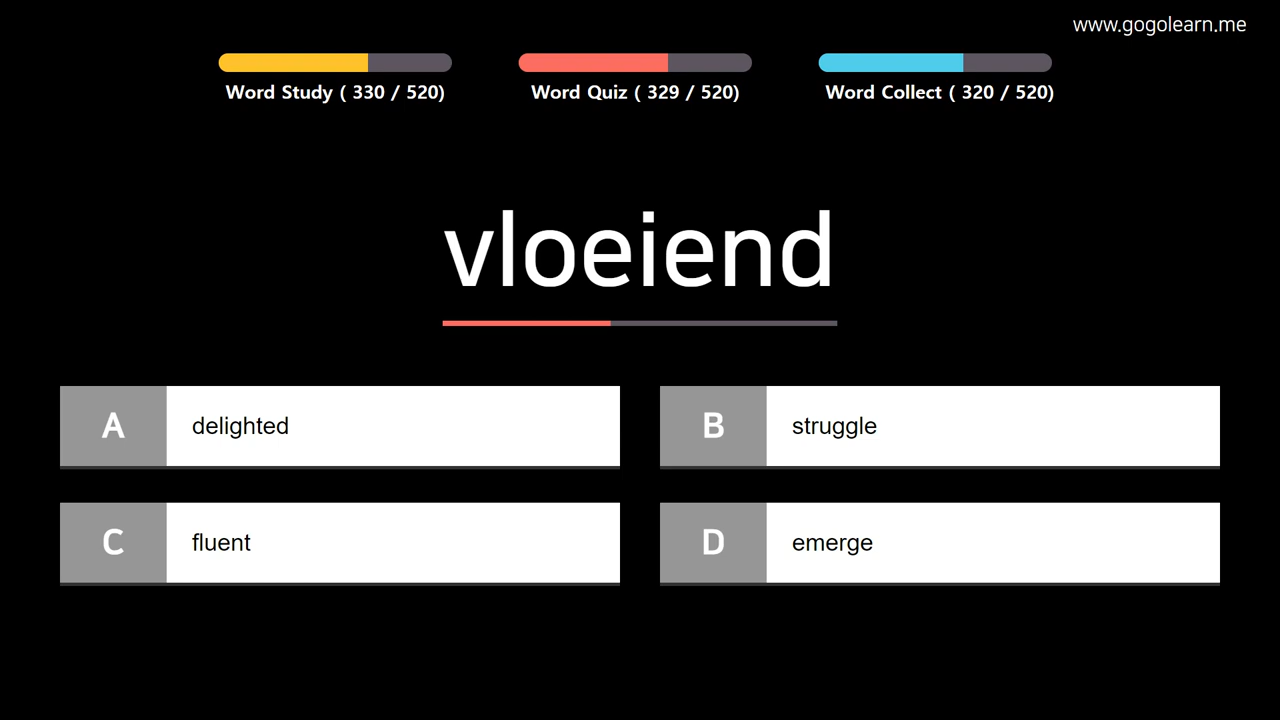 www.gogolearn.me
Word Study ( 330 / 520)
Word Quiz ( 329 / 520)
Word Collect ( 320 / 520)
vloeiend
A delighted
B struggle
C fluent
D emerge